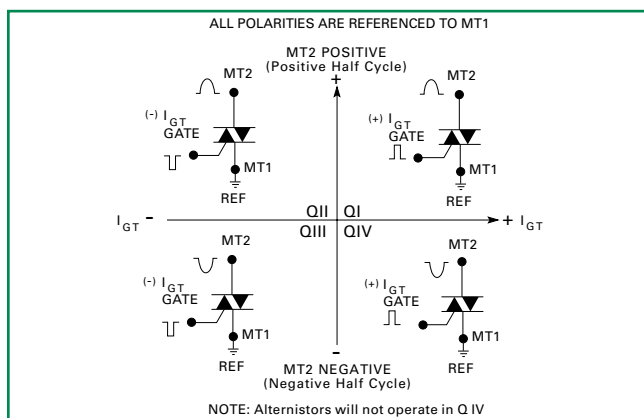 ALL POLARITIES ARE REFERENCED TO MT1
MT2 POSITIVE
(Positive Half Cycle)
+
MT2
(-) IGT
GATE
MT1
REF
MT2
(+) IGT
GATE
MT1
REF
IGT -
QII QI
QIII QIV
+ IGT
MT2
(-) IGT
GATE
MT1
REF
MT2
(+) IGT
GATE
MT1
REF
-
MT2 NEGATIVE
(Negative Half Cycle)
NOTE: Alternistors will not operate in Q IV